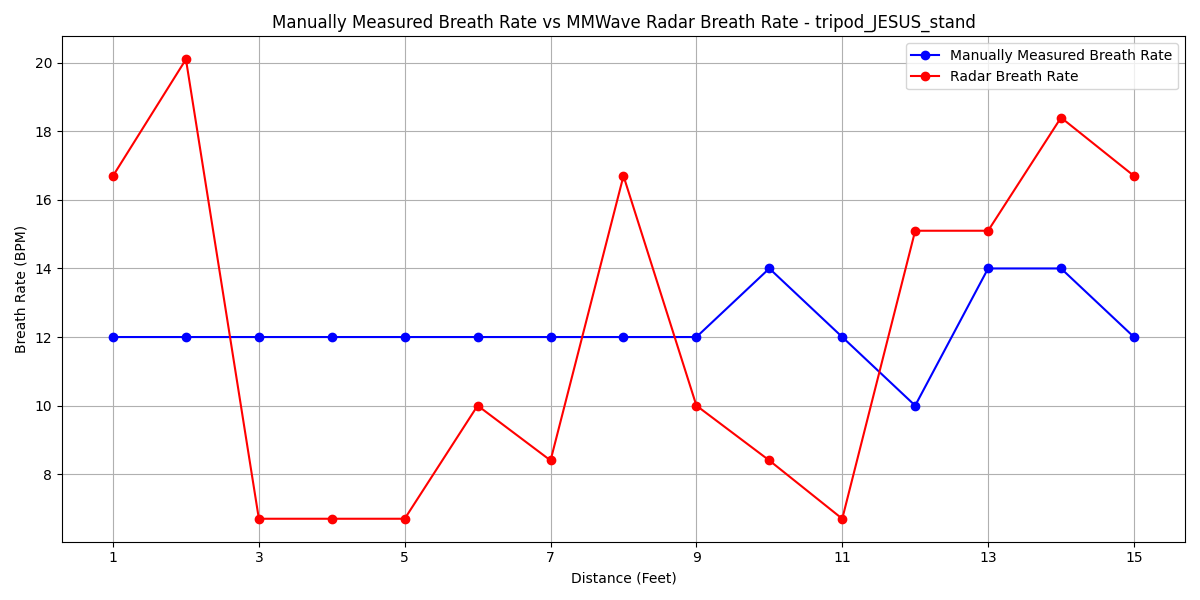 Manually Measured Breath Rate vs MMWave Radar Breath Rate - tripod_JESUS_stand
Manually Measured Breath Rate
Radar Breath Rate
Breath Rate (BPM)
20
18
16
14
12
10
8
1 3 5 7 9 11 13 15
Distance (Feet)